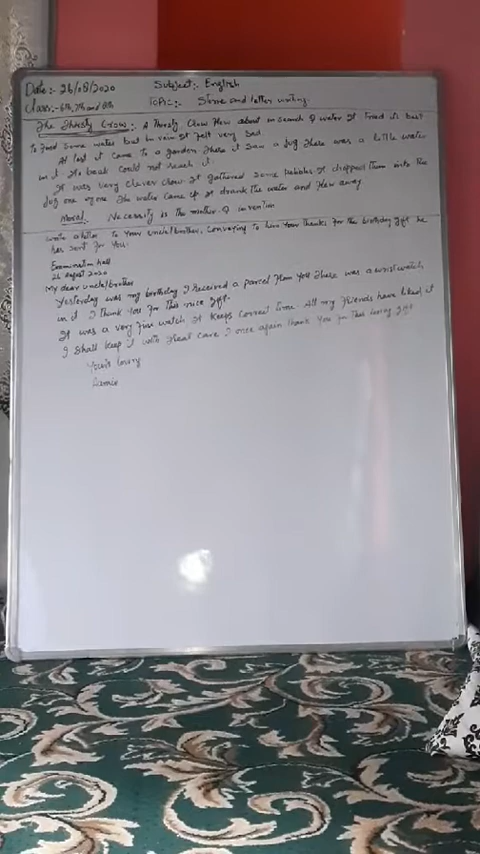 Date:- 26/08/2020 Subject:- English
Class:- 6th, 7th and 8th Topic:- Storie and letter writing.
The Thirsty Crow:- A Thirsty Crow flew about in search of water It tried its best
To find some water but in vain it felt very sad
At last it came to a garden there it saw a Jug there was a little water
in it Its beak could not reach it.
It was very clever crow It gathered some pebbles It dropped them into the
Jug one by one the water came up It drank the water and flew away.
Moral:- Necessity is the mother of invention
Write a letter to your uncle/brother, conveying to him your thanks for the birthday gift he
has sent for you.
Examination hall
26 August 2020
My dear uncle/brother
Yesterday was my birthday I received a parcel from you There was a wrist watch
in it I thank you for this nice gift.
It was a very fine watch It keeps correct time All my friends have liked it
I shall keep it with great care I once again thank you for this loving gift
Your's loving